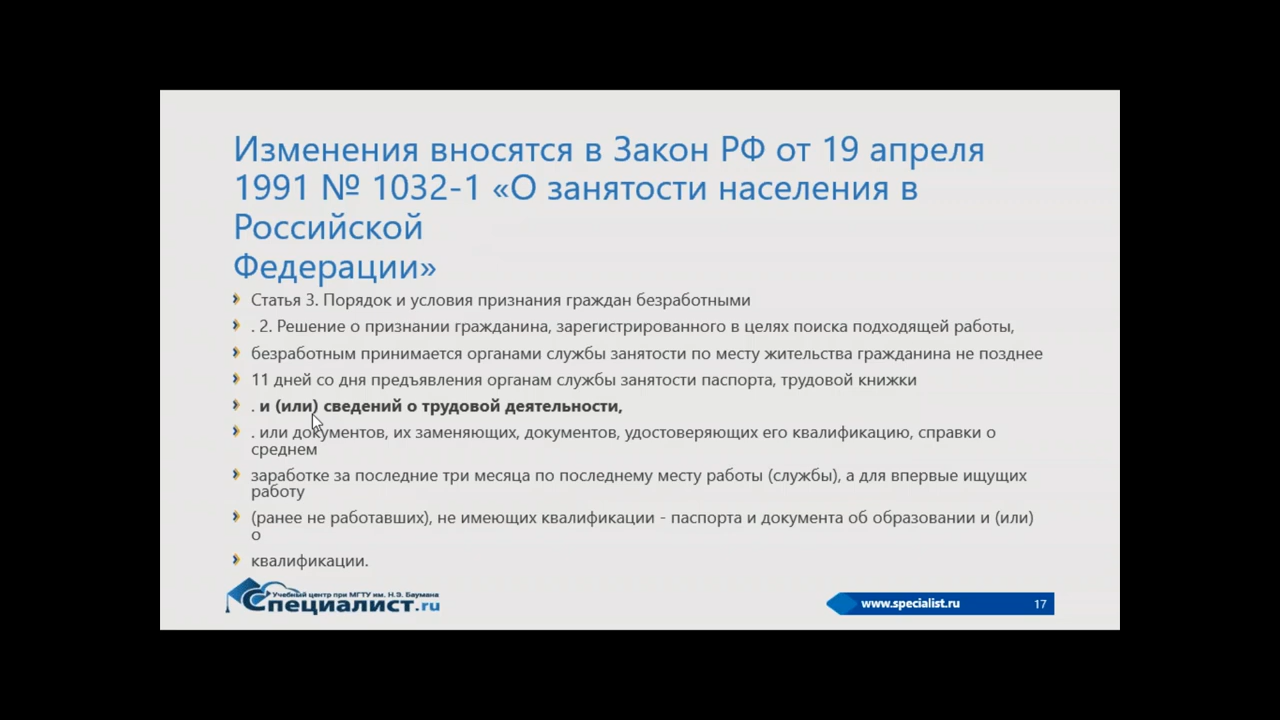 Изменения вносятся в Закон РФ от 19 апреля
1991 № 1032-1 «О занятости населения в
Российской
Федерации»
Статья 3. Порядок и условия признания граждан безработными
. 2. Решение о признании гражданина, зарегистрированного в целях поиска подходящей работы,
безработным принимается органами службы занятости по месту жительства гражданина не позднее
11 дней со дня предъявления органам службы занятости паспорта, трудовой книжки
. и (или) сведений о трудовой деятельности,
. или документов, их заменяющих, документов, удостоверяющих его квалификацию, справки о
среднем
заработке за последние три месяца по последнему месту работы (службы), а для впервые ищущих
работу
(ранее не работавших), не имеющих квалификации - паспорта и документа об образовании и (или)
о
квалификации.
Учебный центр при МГТУ им. Н.Э. Баумана
Специалист.ru
www.specialist.ru 17